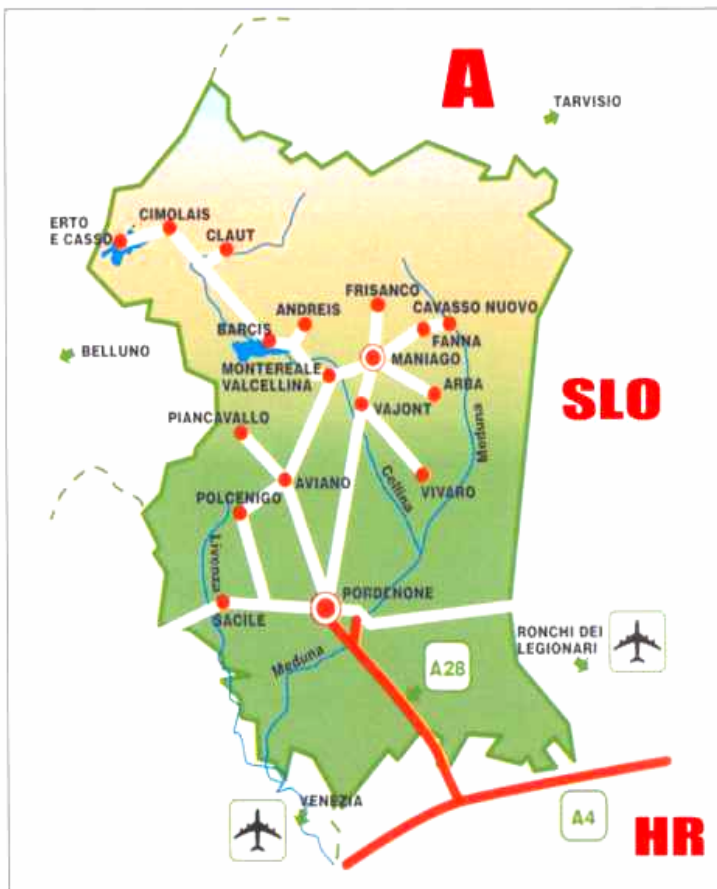 A
TARVISIO
ERTO
E CASSO
CIMOLAIS
CLAUT
FRISANCO
CAVASSO NUOVO
ANDREIS
FANNA
BARCIS
BELLUNO
MANIAGO
MONTEREALE
VALCELLINA
ARBA
SLO
VAJONT
PIANCAVALLO
Meduna
AVIANO
VIVARO
Cellina
POLCENIGO
Livenza
PORDENONE
SACILE
RONCHI DEI
LEGIONARI
Meduna
A28
VENEZIA
A4
HR